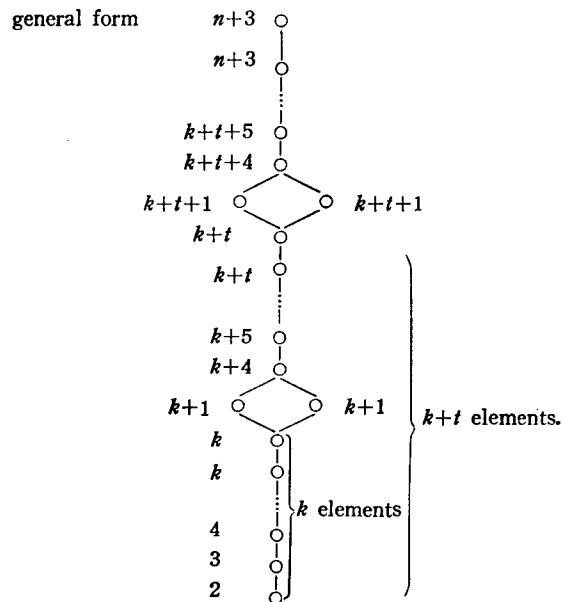 general form
n+3
n+3
k+t+5
k+t+4
k+t+1 k+t+1
k+t
k+t
k+5
k+4
k+1 k+1
k+t elements.
k
k
k elements
4
3
2